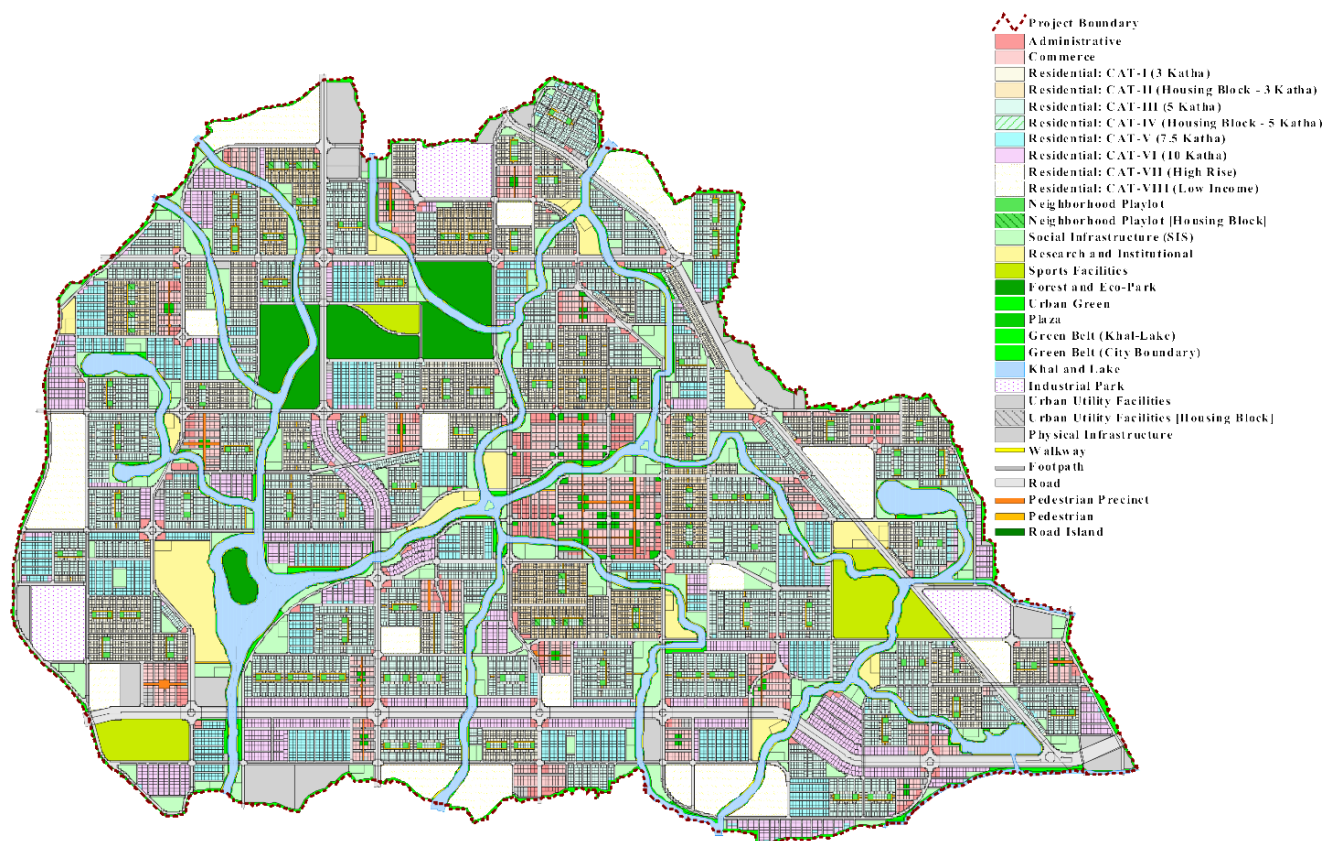 Project Boundary
Administrative
Commerce
Residential: CAT-I (3 Katha)
Residential: CAT-II (Housing Block - 3 Katha)
Residential: CAT-III (5 Katha)
Residential: CAT-IV (Housing Block - 5 Katha)
Residential: CAT-V (7.5 Katha)
Residential: CAT-VI (10 Katha)
Residential: CAT-VII (High Rise)
Residential: CAT-VIII (Low Income)
Neighborhood Playlot
Neighborhood Playlot [Housing Block]
Social Infrastructure (SIS)
Research and Institutional
Sports Facilities
Forest and Eco-Park
Urban Green
Plaza
Green Belt (Khal-Lake)
Green Belt (City Boundary)
Khal and Lake
Industrial Park
Urban Utility Facilities
Urban Utility Facilities [Housing Block]
Physical Infrastructure
Walkway
Footpath
Road
Pedestrian Precinct
Pedestrian
Road Island